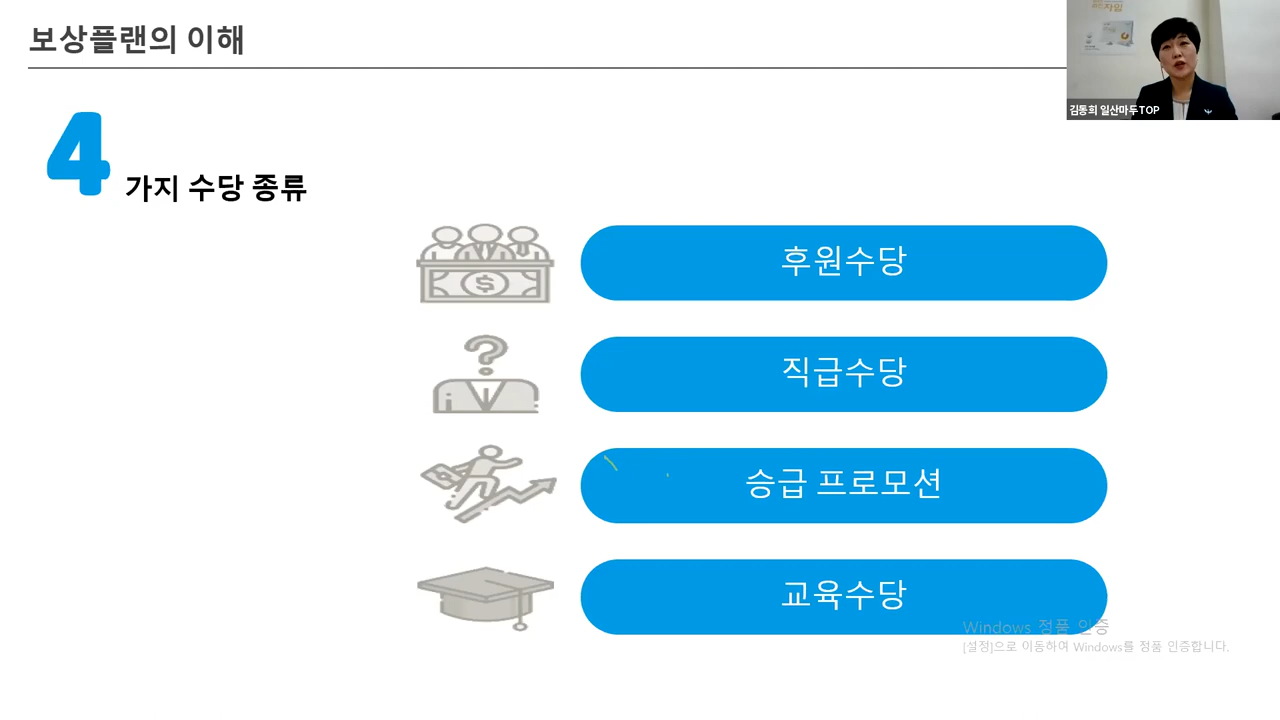 보상플랜의 이해
자임
김동희 일산마두TOP
4
가지 수당 종류
후원수당
직급수당
승급 프로모션
교육수당
Windows 정품 인증
[설정]으로 이동하여 Windows를 정품 인증합니다.